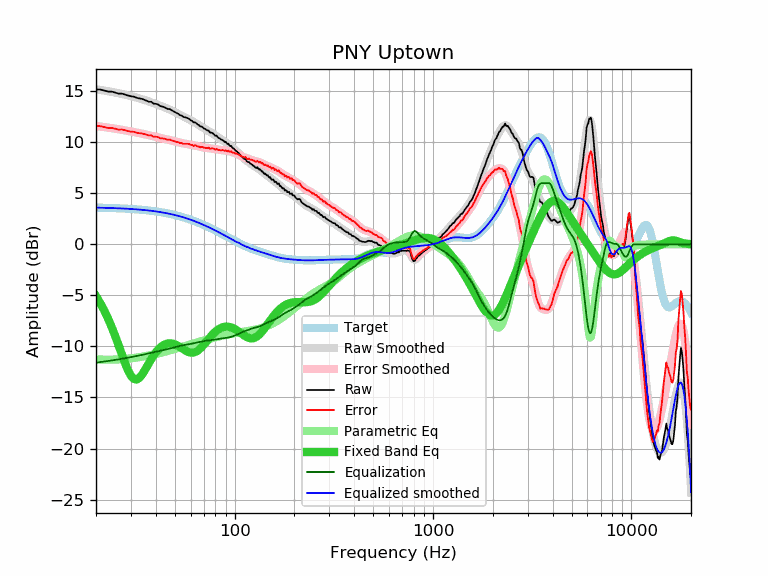 PNY Uptown
15
10
5
0
−5
−10
−15
−20
−25
Amplitude (dBr)
Target
Raw Smoothed
Error Smoothed
Raw
Error
Parametric Eq
Fixed Band Eq
Equalization
Equalized smoothed
100
1000
10000
Frequency (Hz)